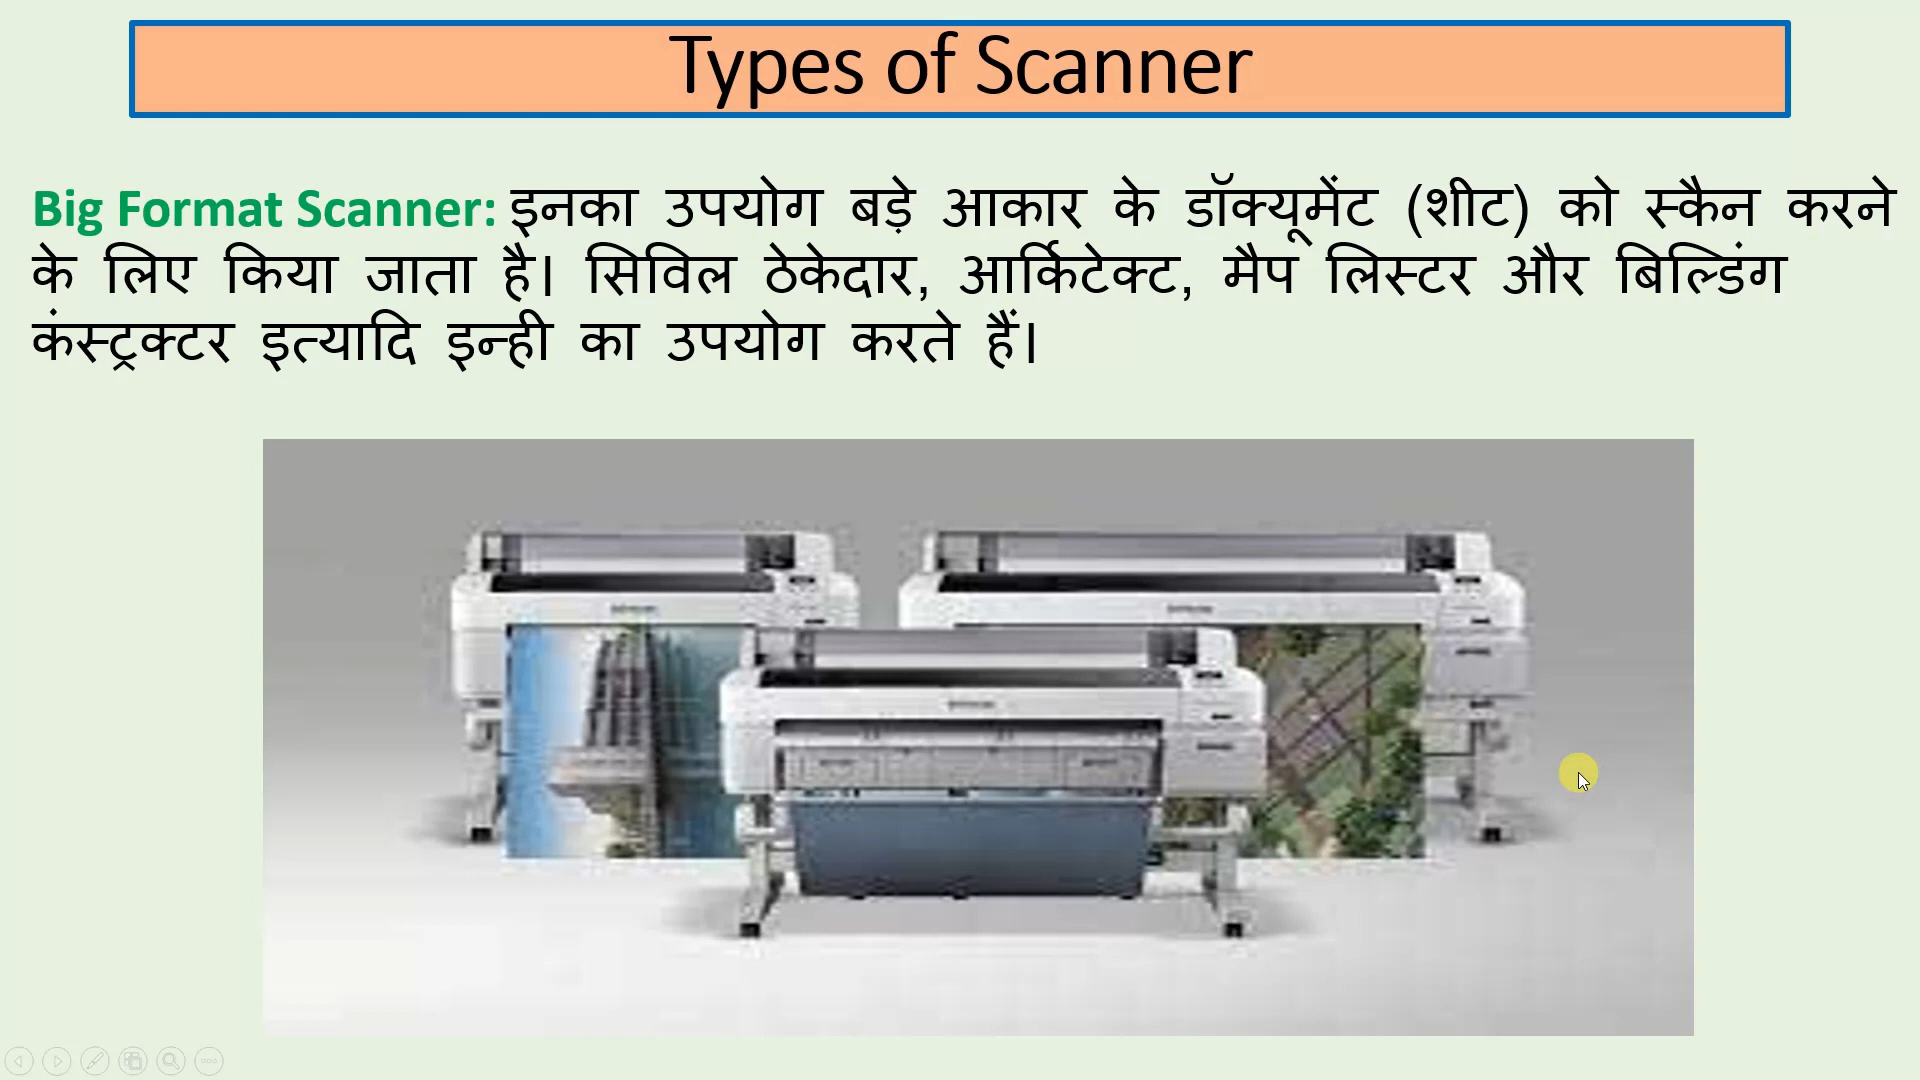 Types of Scanner
Big Format Scanner: इनका उपयोग बड़े आकार के डॉक्यूमेंट (शीट) को स्कैन करने
के लिए किया जाता है। सिविल ठेकेदार, आर्किटेक्ट, मैप लिस्टर और बिल्डिंग
कंस्ट्रक्टर इत्यादि इन्ही का उपयोग करते हैं।